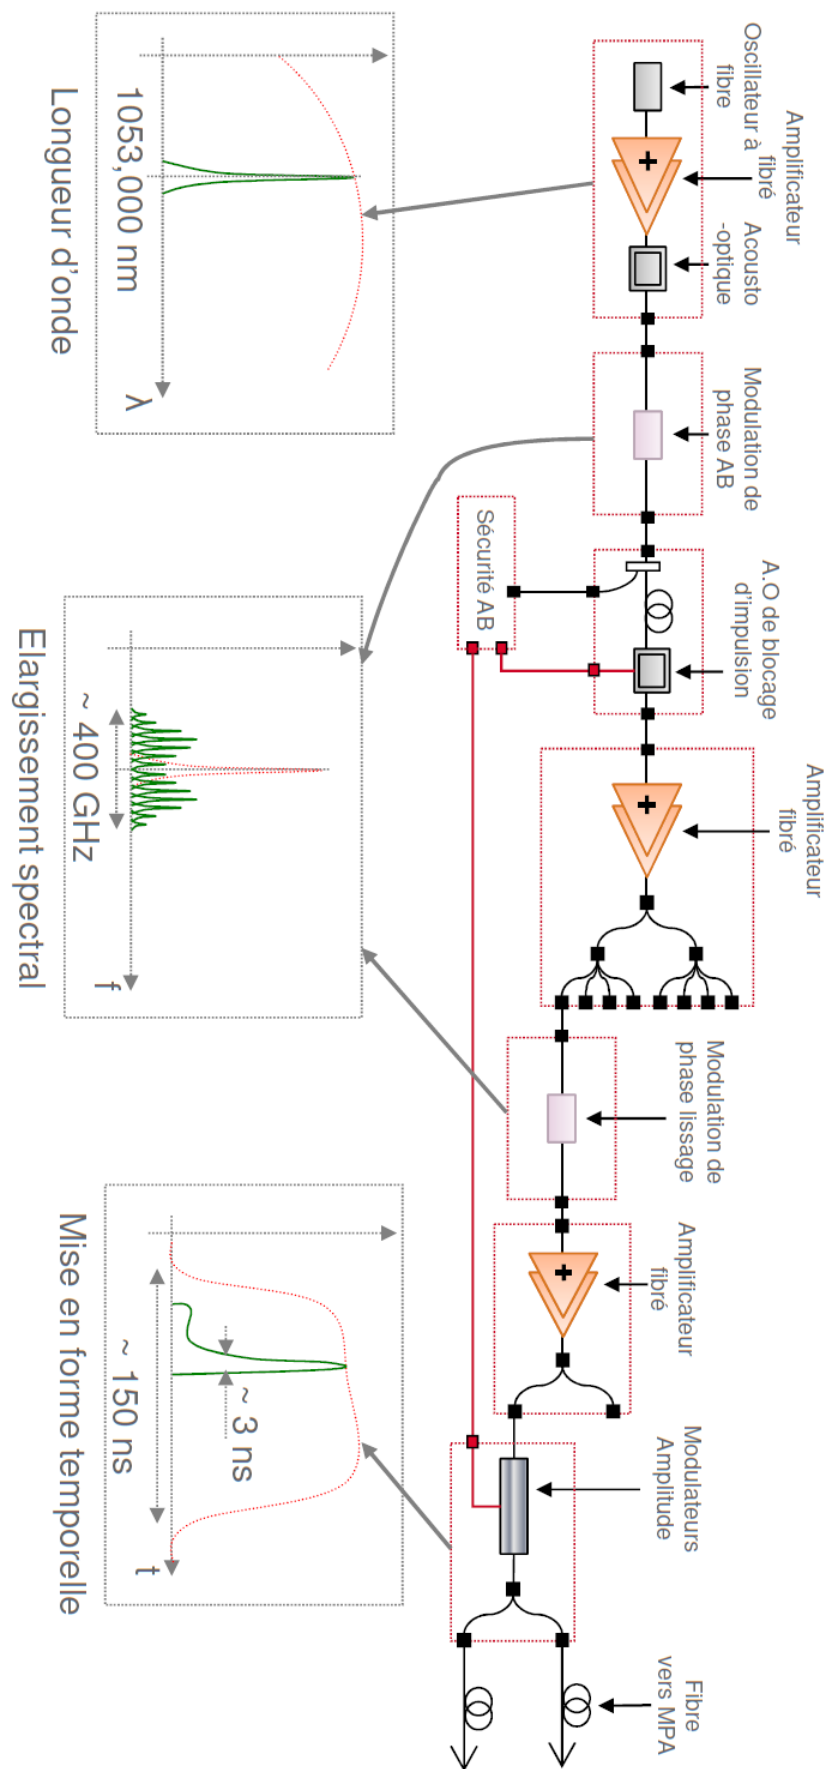 Oscillateur à
fibre
Amplificateur
fibré
Acousto
-optique
Modulation de
phase AB
A.O de blocage
d'impulsion
Amplificateur
fibré
Modulation de
phase lissage
Amplificateur
fibré
Modulateurs
Amplitude
Fibre
vers MPA
+
+
+
Sécurité AB
1053,000 nm
λ
Longueur d'onde
~ 400 GHz
f
Elargissement spectral
~ 3 ns
~ 150 ns
t
Mise en forme temporelle